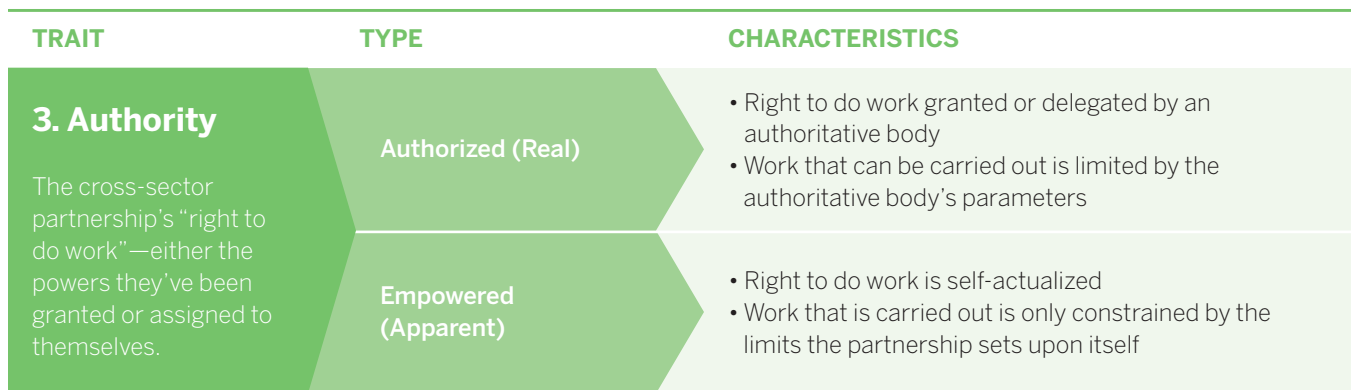 TRAIT TYPE CHARACTERISTICS
3. Authority
The cross-sector
partnership’s “right to
do work”—either the
powers they’ve been
granted or assigned to
themselves.
Authorized (Real)
• Right to do work granted or delegated by an
authoritative body
• Work that can be carried out is limited by the
authoritative body’s parameters
Empowered
(Apparent)
• Right to do work is self-actualized
• Work that is carried out is only constrained by the
limits the partnership sets upon itself